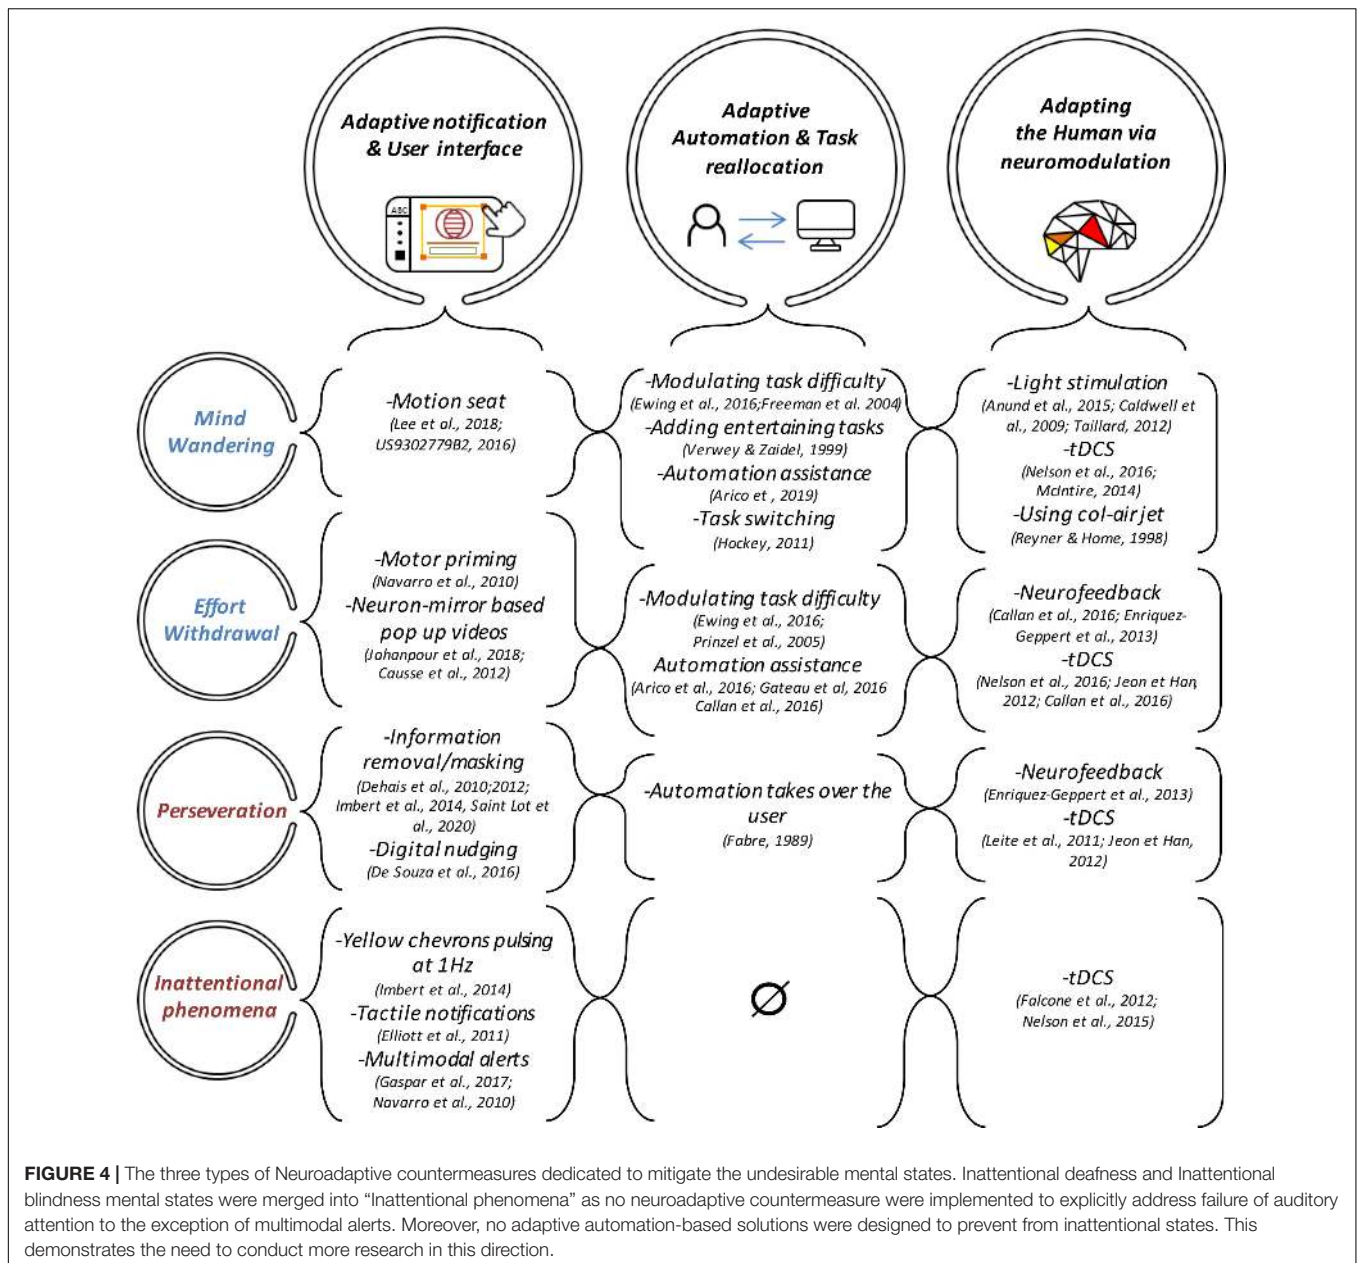 Adaptive notification
& User interface
ABC
Adaptive
Automation & Task
reallocation
Adapting
the Human via
neuromodulation
Mind
Wandering
-Motion seat
(Lee et al., 2018;
US9302779B2, 2016)
-Modulating task difficulty
(Ewing et al., 2016;Freeman et al. 2004)
-Adding entertaining tasks
(Verwey & Zaidel, 1999)
-Automation assistance
(Arico et , 2019)
-Task switching
(Hockey, 2011)
-Light stimulation
(Anund et al., 2015; Caldwell et
al., 2009; Taillard, 2012)
-tDCS
(Nelson et al., 2016;
McIntire, 2014)
-Using col-air jet
(Reyner & Horne, 1998)
Effort
Withdrawal
-Motor priming
(Navarro et al., 2010)
-Neuron-mirror based
pop up videos
(Jahanpour et al., 2018;
Causse et al., 2012)
-Modulating task difficulty
(Ewing et al., 2016;
Prinzel et al., 2005)
Automation assistance
(Arico et al., 2016; Gateau et al, 2016
Callan et al., 2016)
-Neurofeedback
(Callan et al., 2016; Enriquez-
Geppert et al., 2013)
-tDCS
(Nelson et al., 2016; Jeon et Han,
2012; Callan et al., 2016)
Perseveration
-Information
removal/masking
(Dehais et al., 2010;2012;
Imbert et al., 2014, Saint Lot et
al., 2020)
-Digital nudging
(De Souza et al., 2016)
-Automation takes over the
user
(Fabre, 1989)
-Neurofeedback
(Enriquez-Geppert et al., 2013)
-tDCS
(Leite et al., 2011; Jeon et Han,
2012)
Inattentional
phenomena
-Yellow chevrons pulsing
at 1Hz
(Imbert et al., 2014)
-Tactile notifications
(Elliott et al., 2011)
-Multimodal alerts
(Gaspar et al., 2017;
Navarro et al., 2010)
Ø
-tDCS
(Falcone et al., 2012;
Nelson et al., 2015)
FIGURE 4 | The three types of Neuroadaptive countermeasures dedicated to mitigate the undesirable mental states. Inattentional deafness and Inattentional
blindness mental states were merged into “Inattentional phenomena” as no neuroadaptive countermeasure were implemented to explicitly address failure of auditory
attention to the exception of multimodal alerts. Moreover, no adaptive automation-based solutions were designed to prevent from inattentional states. This
demonstrates the need to conduct more research in this direction.